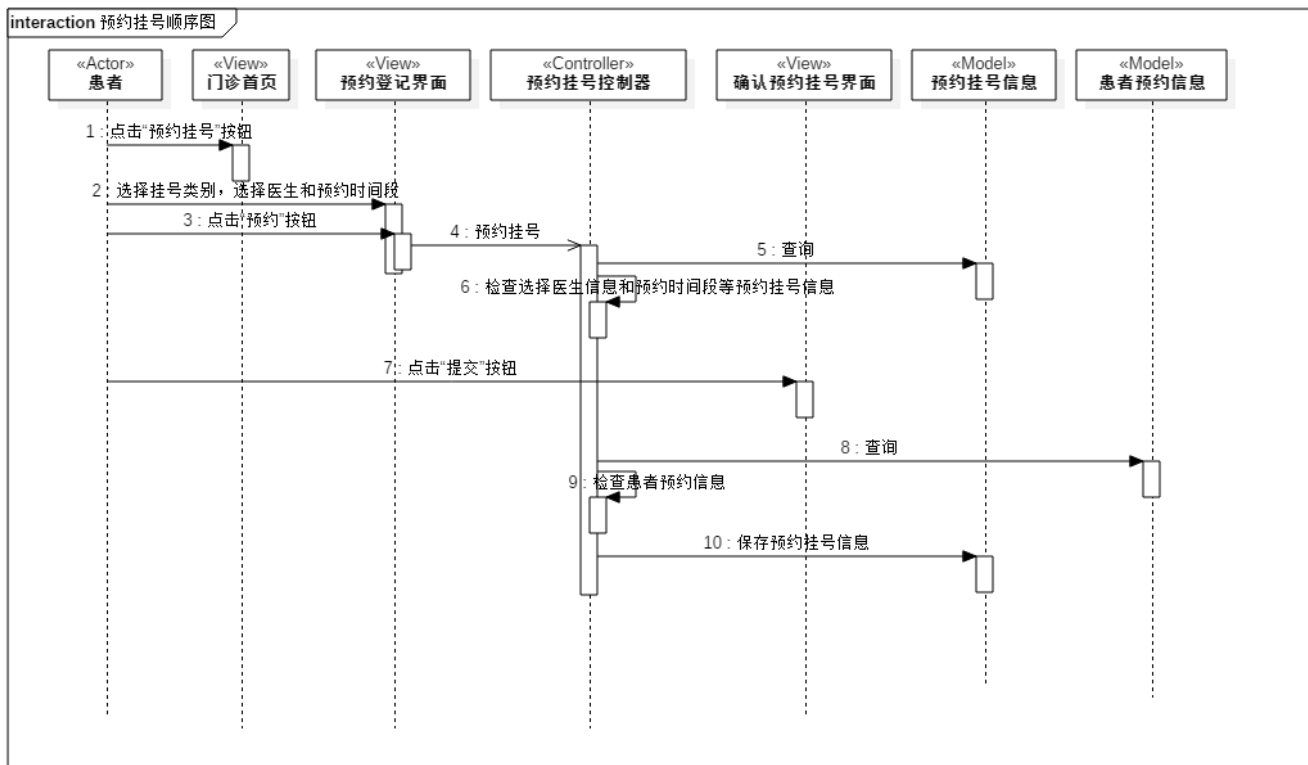 interaction 预约挂号顺序图
«Actor»
患者
«View»
门诊首页
«View»
预约登记界面
«Controller»
预约挂号控制器
«View»
确认预约挂号界面
«Model»
预约挂号信息
«Model»
患者预约信息
1 : 点击“预约挂号”按钮
2 : 选择挂号类别，选择医生和预约时间段
3 : 点击“预约”按钮
4 : 预约挂号
5 : 查询
6 : 检查选择医生信息和预约时间段等预约挂号信息
7 : 点击“提交”按钮
8 : 查询
9 : 检查患者预约信息
10 : 保存预约挂号信息